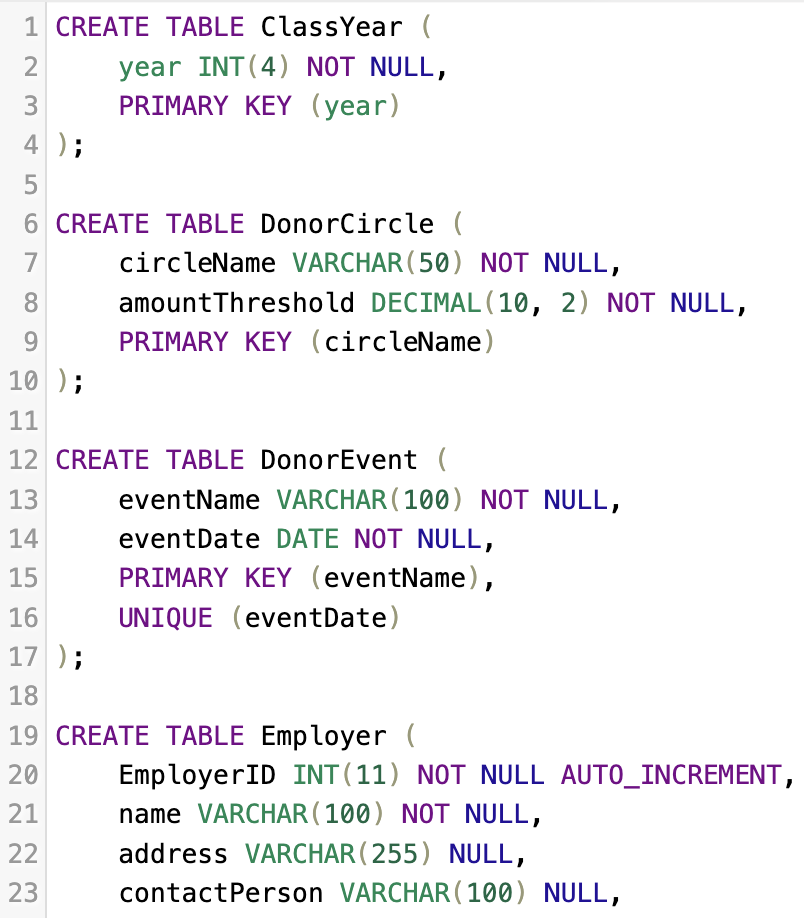 1 CREATE TABLE ClassYear (
2     year INT(4) NOT NULL,
3     PRIMARY KEY (year)
4 );
5
6 CREATE TABLE DonorCircle (
7     circleName VARCHAR(50) NOT NULL,
8     amountThreshold DECIMAL(10, 2) NOT NULL,
9     PRIMARY KEY (circleName)
10 );
11
12 CREATE TABLE DonorEvent (
13     eventName VARCHAR(100) NOT NULL,
14     eventDate DATE NOT NULL,
15     PRIMARY KEY (eventName),
16     UNIQUE (eventDate)
17 );
18
19 CREATE TABLE Employer (
20     EmployerID INT(11) NOT NULL AUTO_INCREMENT,
21     name VARCHAR(100) NOT NULL,
22     address VARCHAR(255) NULL,
23     contactPerson VARCHAR(100) NULL,